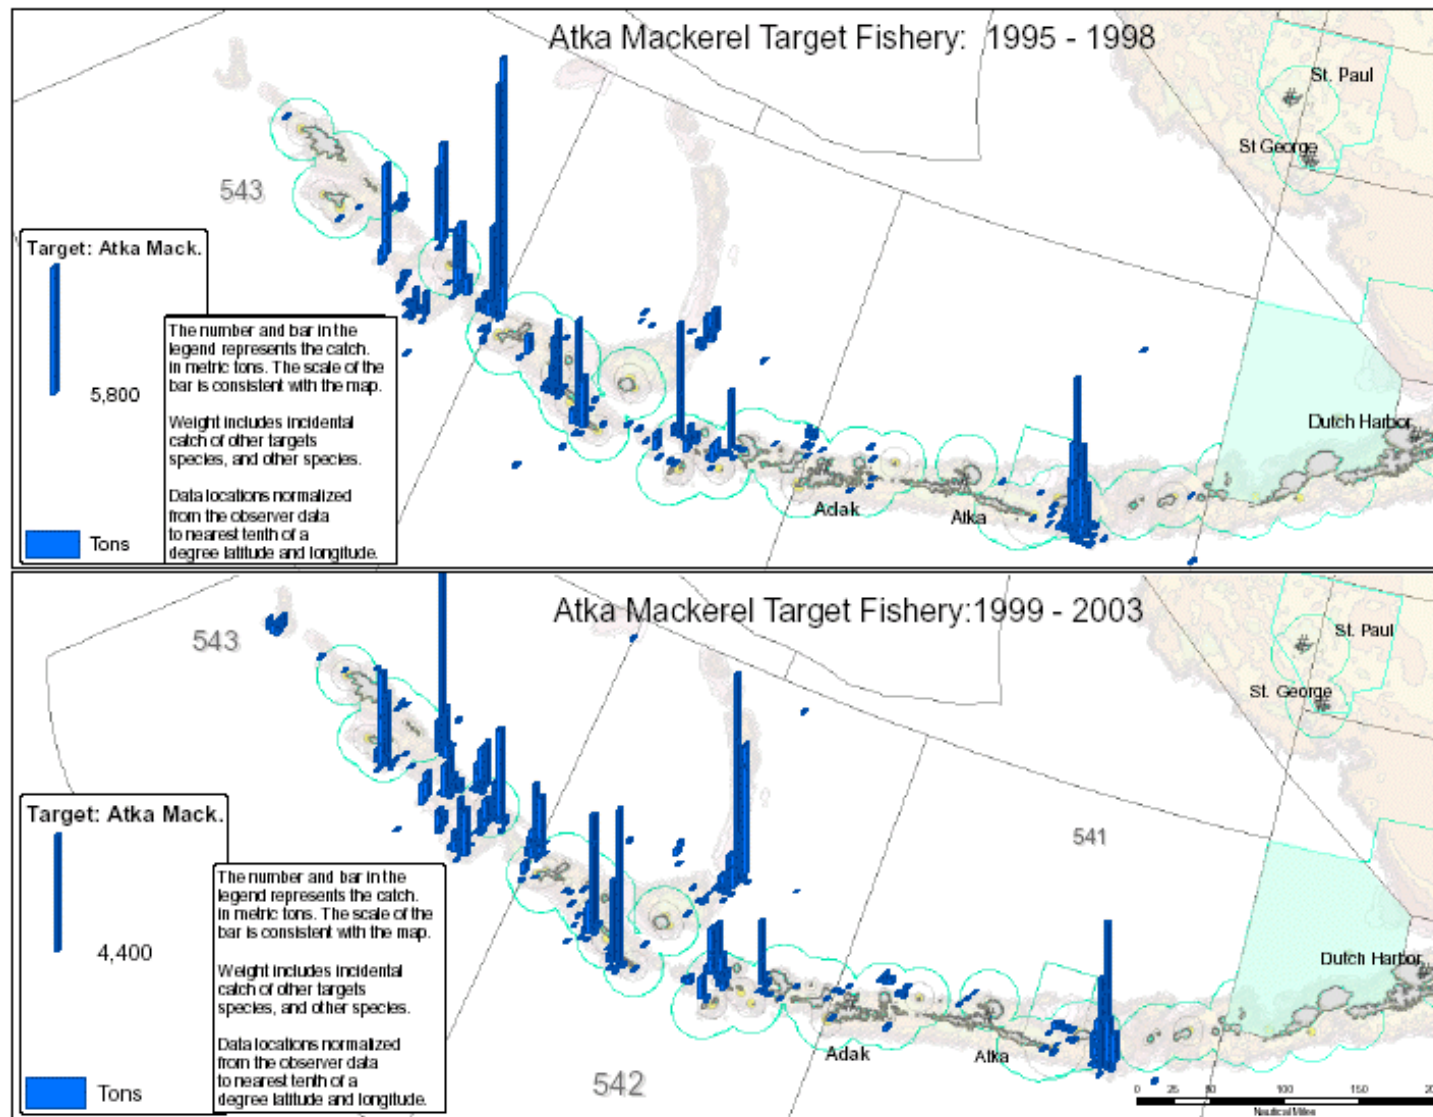 Atka Mackerel Target Fishery: 1995 - 1998
St. Paul
St George
543
Target: Atka Mack.
5,800
The number and bar in the
legend represents the catch.
in metric tons. The scale of the
bar is consistent with the map.
Weight includes incidental
catch of other targets
species, and other species.
Data locations normalized
from the observer data
to nearest tenth of a
degree latitude and longitude.
Tons
Dutch Harbor
Adak
Atka
Atka Mackerel Target Fishery:1999 - 2003
543
St. Paul
St. George
541
Target: Atka Mack.
4,400
The number and bar in the
legend represents the catch.
in metric tons. The scale of the
bar is consistent with the map.
Weight includes incidental
catch of other targets
species, and other species.
Data locations normalized
from the observer data
to nearest tenth of a
degree latitude and longitude.
Tons
Dutch Harbor
Adak
Atka
542
0 25 50 100 150 200
Nautical Miles